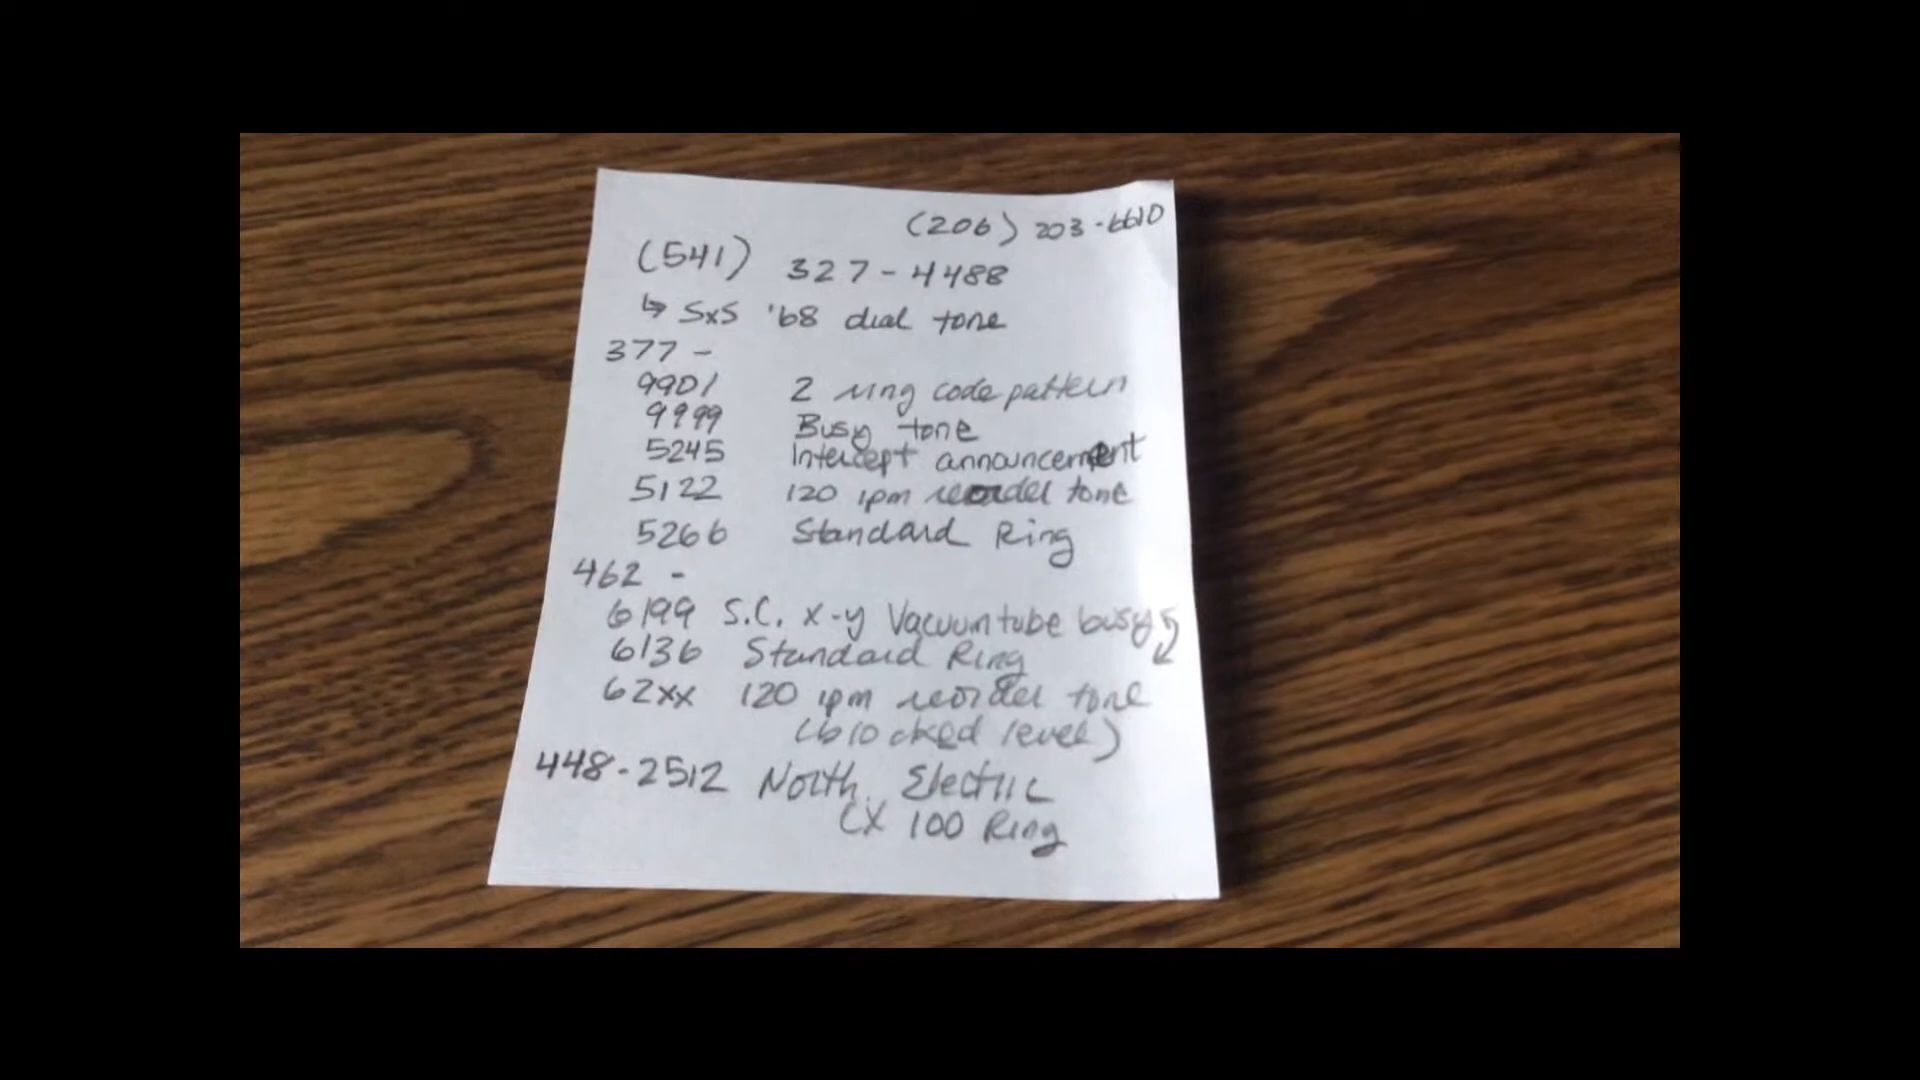 (206) 203-6610
(541) 327-4488
↳ SxS '68 dial tone
377-
9901 2 ring code pattern
9999 Busy tone
5245 Intercept announcement
5122 120 ipm reorder tone
5266 Standard Ring
462-
6199 S.C. x-y Vacuum tube busy
6136 Standard Ring
62xx 120 ipm reorder tone
(blocked level)
448-2512 North Electric
CX 100 Ring